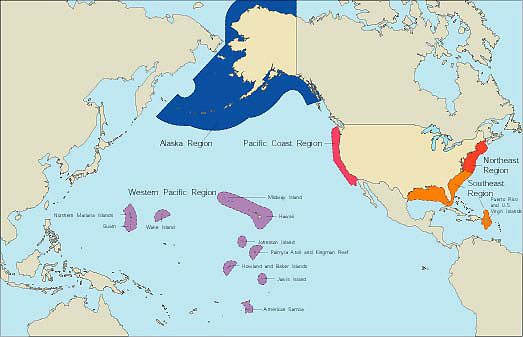 Alaska Region
Pacific Coast Region
Northeast
Region
Southeast
Region
Puerto Rico
and U.S.
Virgin Islands
Western Pacific Region
Midway Island
Northern Mariana Islands
Guam
Wake Island
Hawaii
Johnston Island
Palmyra Atoll and Kingman Reef
Howland and Baker Islands
Jarvis Island
American Samoa